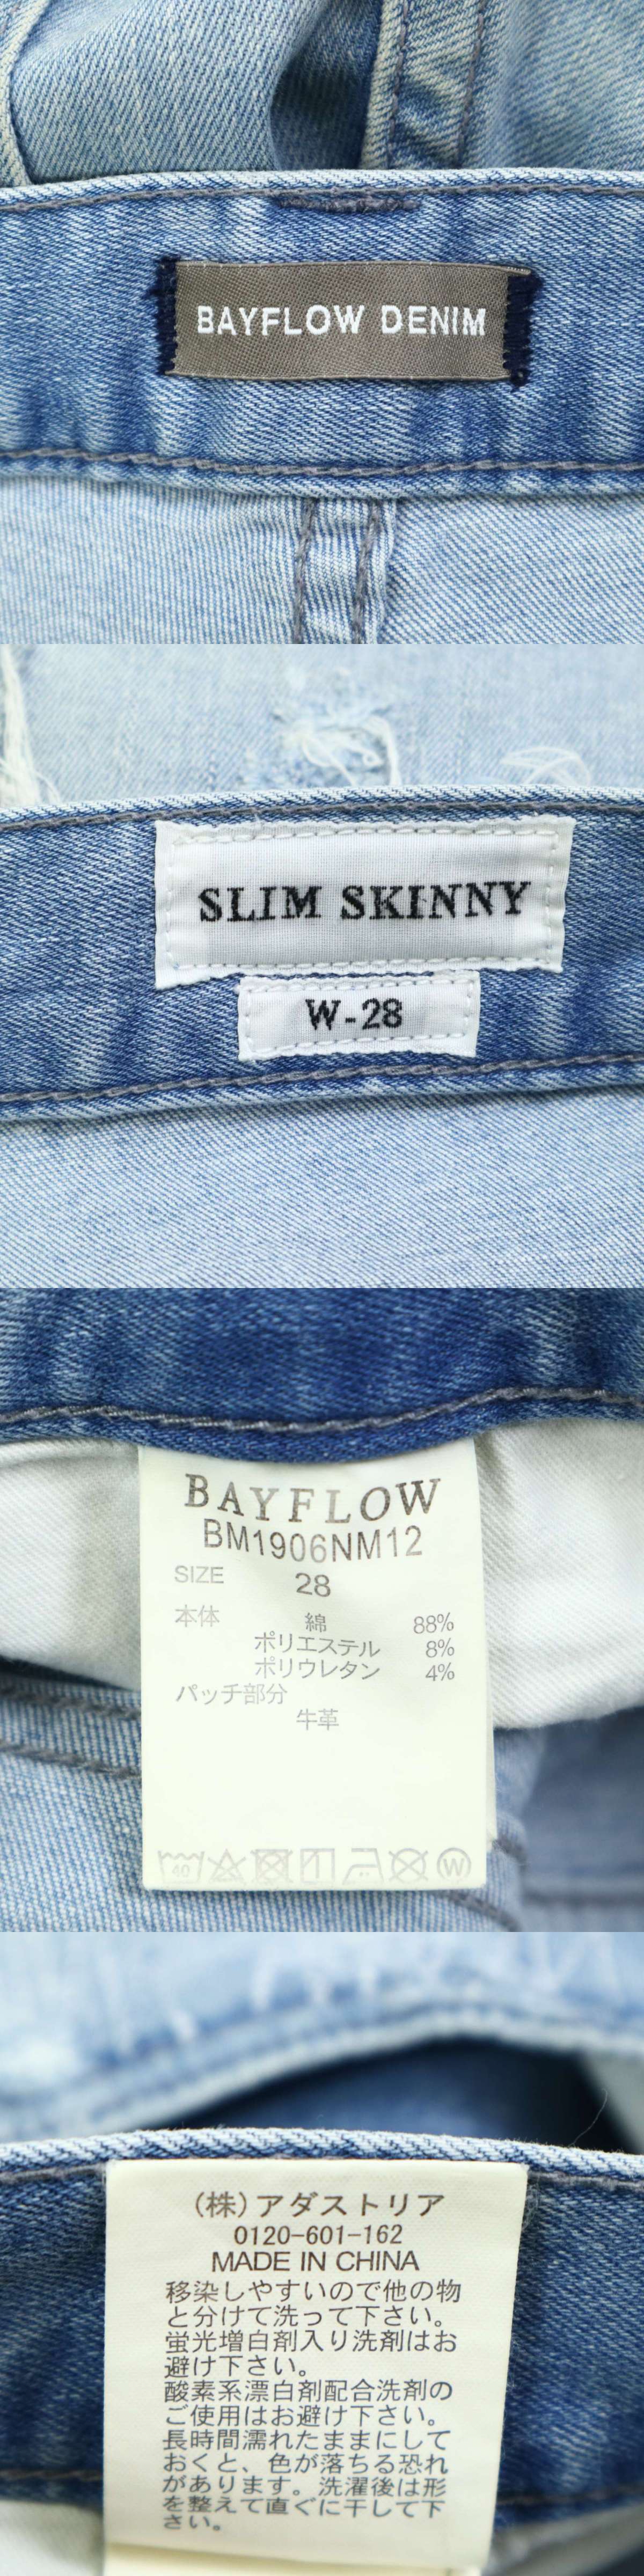 BAYFLOW DENIM
SLIM SKINNY
W-28
BAYFLOW
BM1906NM12
SIZE 28
本体 綿 88%
ポリエステル 8%
ポリウレタン 4%
パッチ部分
牛革
40
W
(株)アダストリア
0120-601-162
MADE IN CHINA
移染しやすいので他の物
と分けて洗って下さい。
蛍光増白剤入り洗剤はお
避け下さい。
酸素系漂白剤配合洗剤の
ご使用はお避け下さい。
長時間濡れたままにして
おくと、色が落ちる恐れ
があります。洗濯後は形
を整えて直ぐに干して下
さい。